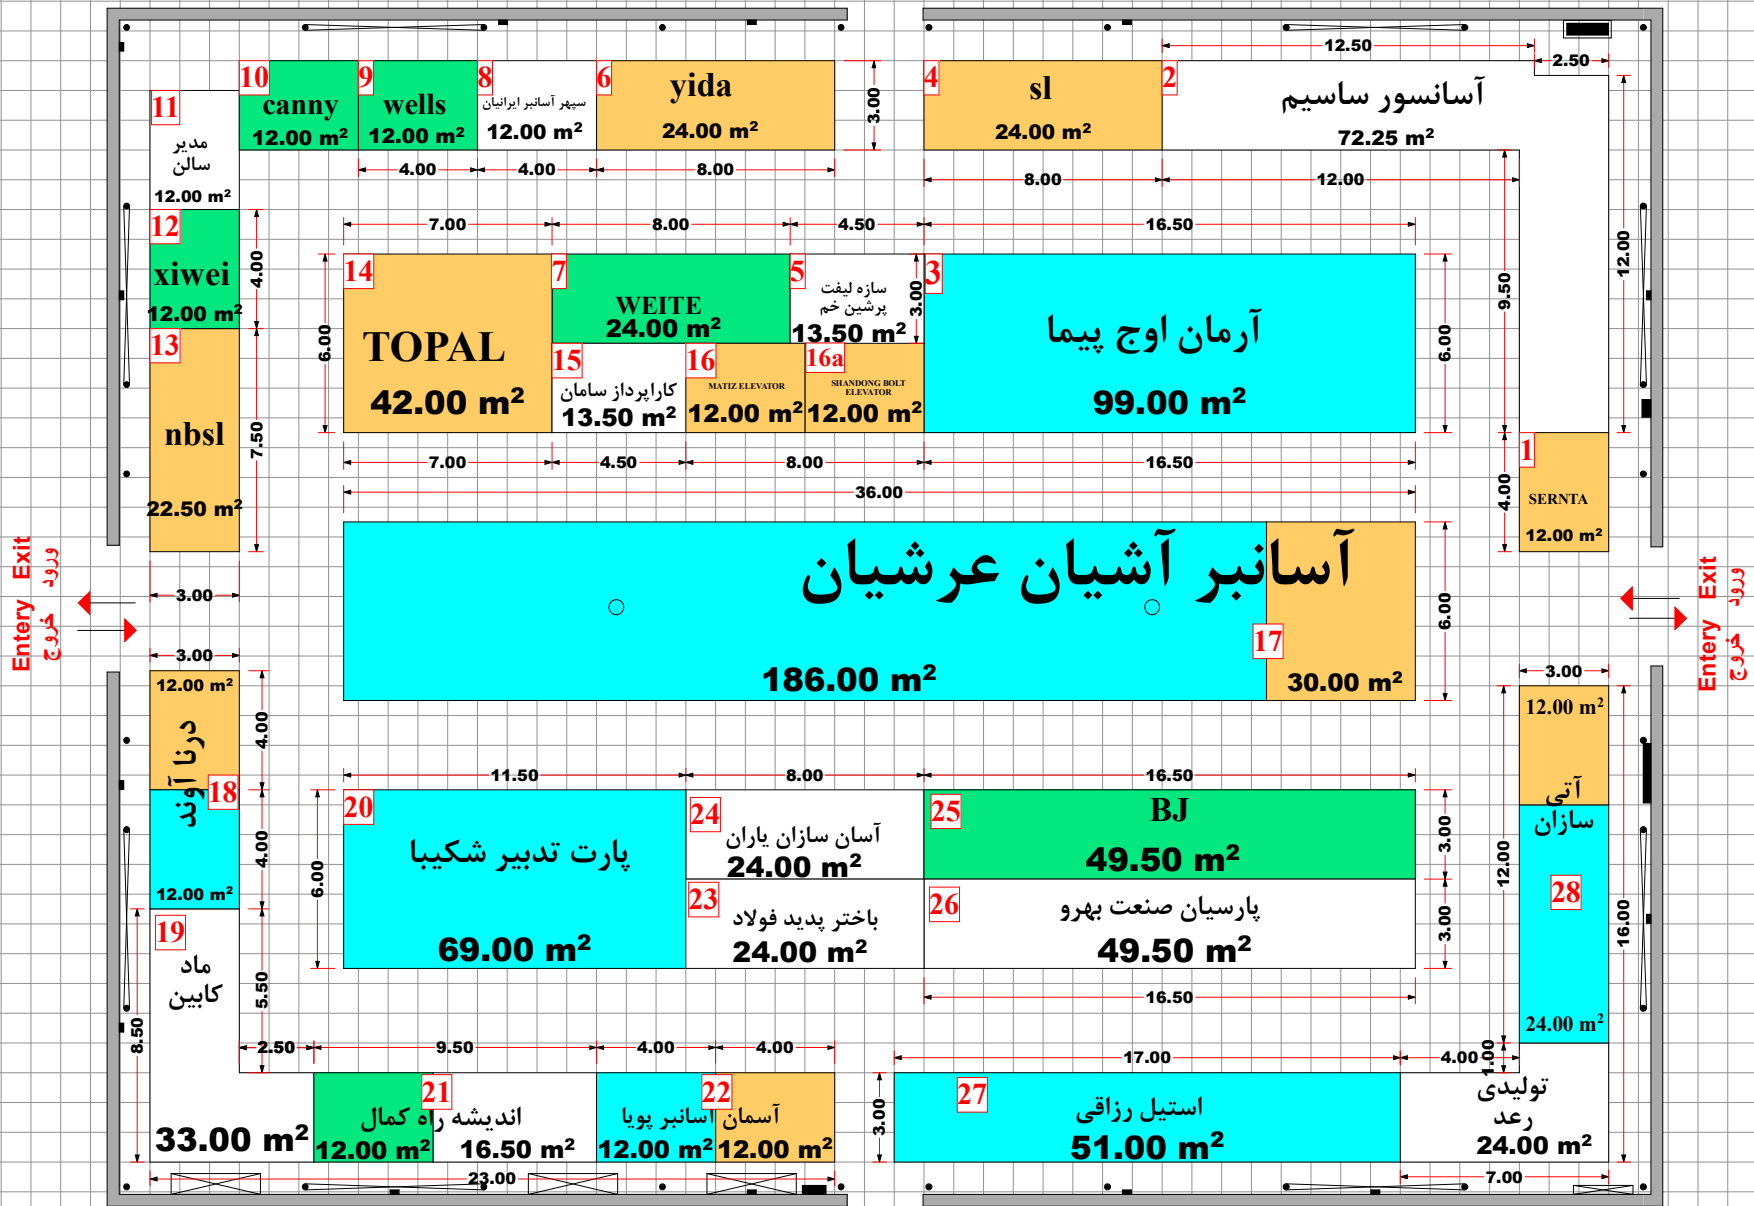 12.50
2.50
10
canny
12.00 m²
9
wells
12.00 m²
8
سپهر آسانبر ایرانیان
12.00 m²
6
yida
24.00 m²
3.00
4
sl
24.00 m²
2
آسانسور ساسیم
72.25 m²
11
مدیر
سالن
12.00 m²
4.00
4.00
8.00
8.00
12.00
12.00
9.50
12
xiwei
12.00 m²
4.00
7.00
8.00
4.50
16.50
14
TOPAL
42.00 m²
6.00
7
WEITE
24.00 m²
5
سازه لیفت
پرشین خم
13.50 m²
3.00
3
آرمان اوج پیما
99.00 m²
6.00
13
nbsl
22.50 m²
7.50
15
کاراپرداز سامان
13.50 m²
16
MATIZ ELEVATOR
12.00 m²
16a
SHANDONG BOLT
ELEVATOR
12.00 m²
7.00
4.50
8.00
16.50
36.00
1
SERNTA
12.00 m²
4.00
Entery Exit
ورود خروج
3.00
3.00
آسانبر آشیان عرشیان
186.00 m²
17
30.00 m²
6.00
Entery Exit
ورود خروج
3.00
12.00 m²
درنا آوند
18
12.00 m²
4.00
4.00
11.50
8.00
16.50
20
پارت تدبیر شکیبا
69.00 m²
6.00
24
آسان سازان یاران
24.00 m²
23
باختر پدید فولاد
24.00 m²
25
BJ
49.50 m²
3.00
26
پارسیان صنعت بهرو
49.50 m²
3.00
16.50
12.00 m²
آتی
سازان
28
24.00 m²
12.00
16.00
19
ماد
کابین
33.00 m²
5.50
8.50
2.50
9.50
4.00
4.00
17.00
4.00
1.00
21
اندیشه راه کمال
12.00 m²
16.50 m²
22
آسمان آسانبر پویا
12.00 m²
12.00 m²
3.00
27
استیل رزاقی
51.00 m²
تولیدی
رعد
24.00 m²
23.00
7.00